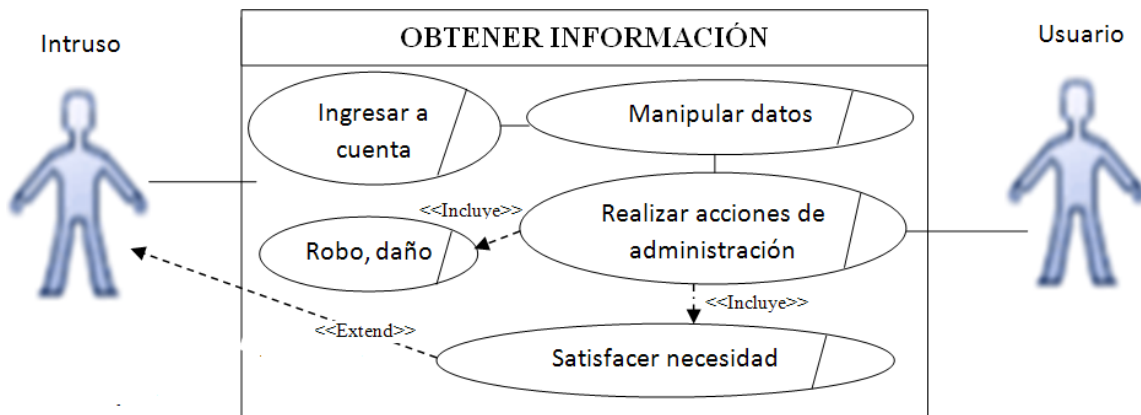 Intruso
OBTENER INFORMACIÓN
Usuario
Ingresar a
cuenta
Manipular datos
<<Incluye>>
Realizar acciones de
administración
Robo, daño
<<Incluye>>
<<Extend>>
Satisfacer necesidad